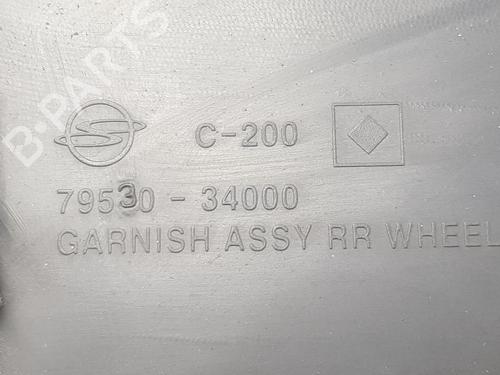 B-PARTS
C-200
79530 - 34000
GARNISH ASSY RR WHEEL